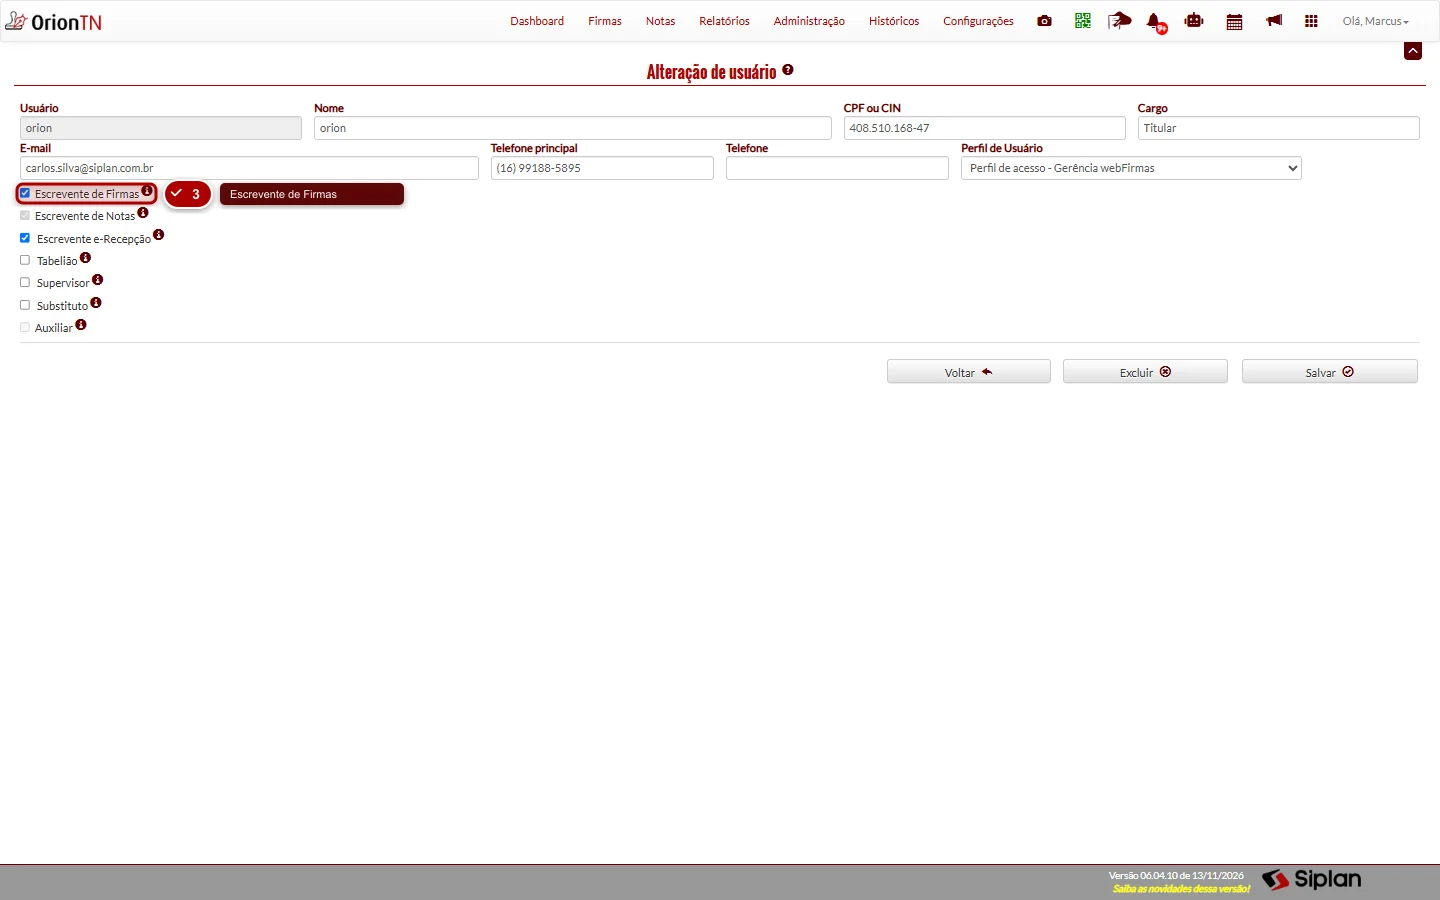 OrionTN
Dashboard Firmas Notas Relatórios Administração Históricos Configurações 9+ Olá, Marcus
Alteração de usuário
Usuário Nome CPF ou CIN Cargo
orion orion 408.510.168-47 Titular
E-mail Telefone principal Telefone Perfil de Usuário
carlos.silva@siplan.com.br (16) 99188-5895 Perfil de acesso - Gerência webFirmas
Escrevente de Firmas 3 Escrevente de Firmas
Escrevente de Notas
Escrevente e-Recepção
Tabelião
Supervisor
Substituto
Auxiliar
Voltar Excluir Salvar
Versão 06.04.10 de 13/11/2026
Saiba as novidades dessa versão!
Siplan